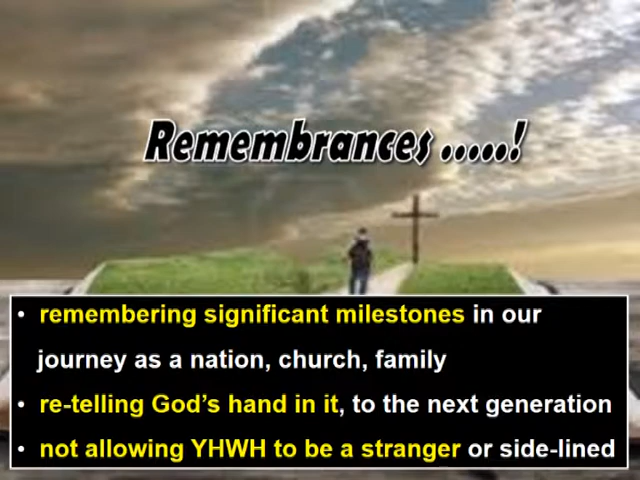 Remembrances .....!
• remembering significant milestones in our
journey as a nation, church, family
• re-telling God's hand in it, to the next generation
• not allowing YHWH to be a stranger or side-lined